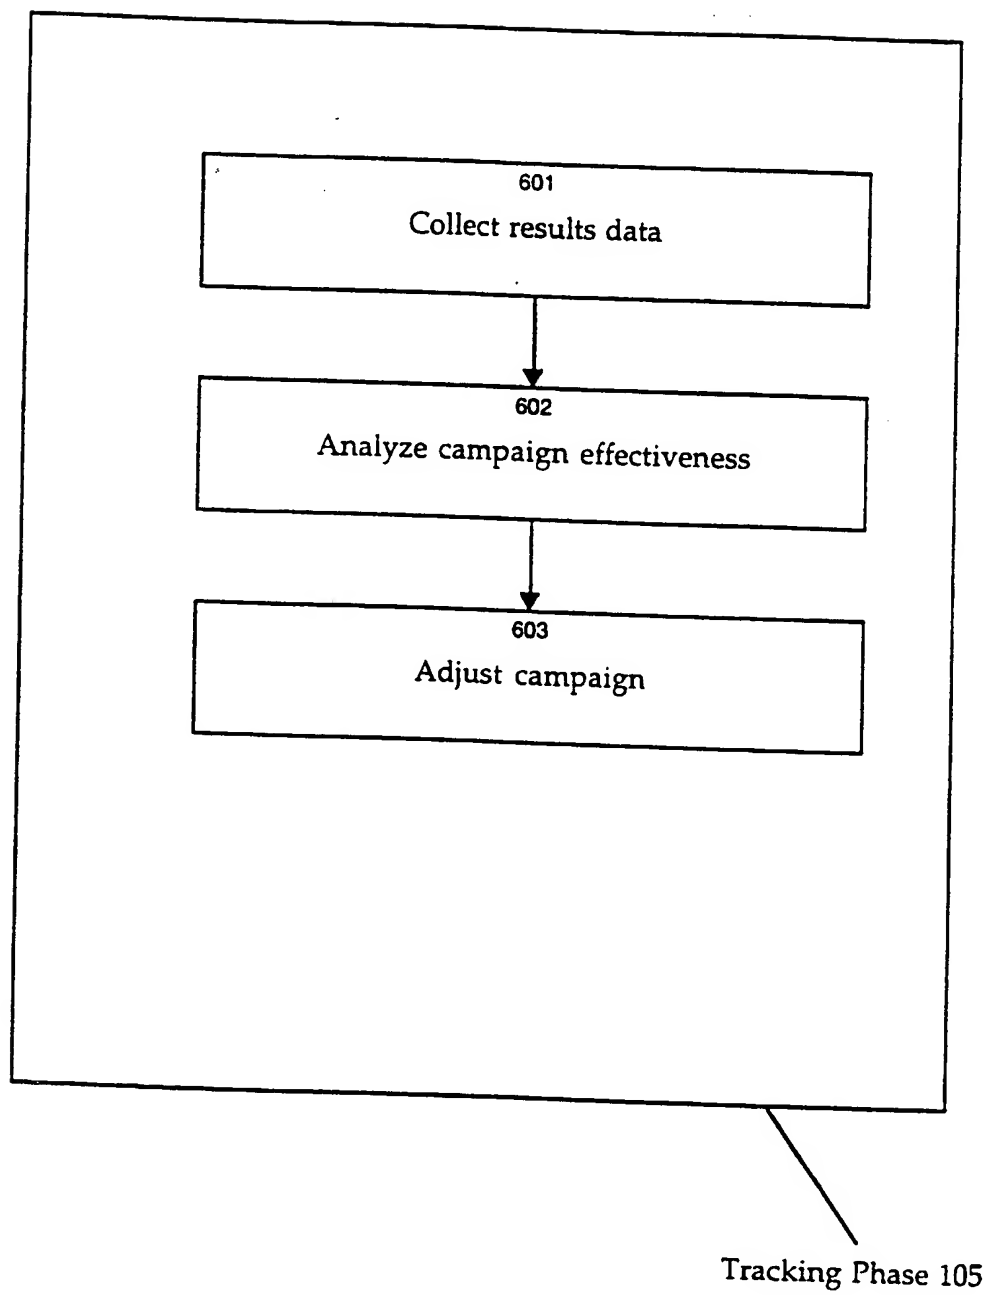 601
Collect results data
602
Analyze campaign effectiveness
603
Adjust campaign
Tracking Phase 105